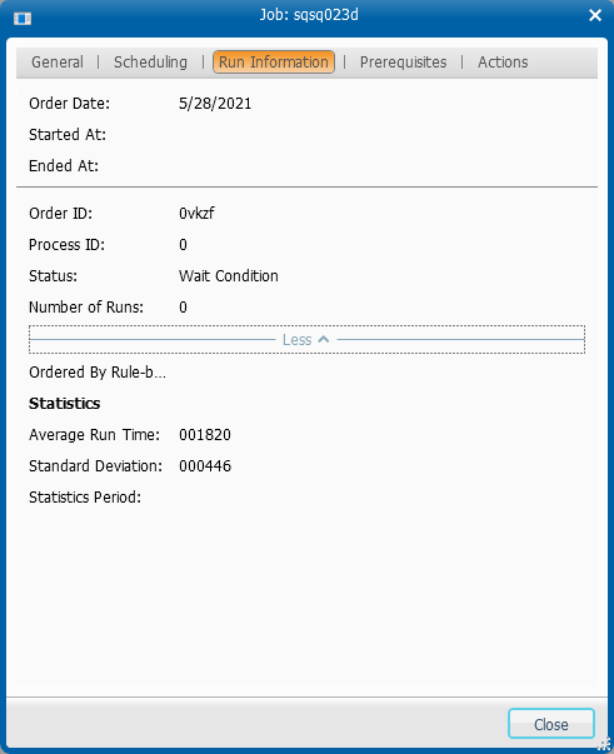 Job: sqsq023d
General | Scheduling | Run Information | Prerequisites | Actions
Order Date: 5/28/2021
Started At:
Ended At:
Order ID: 0vkzf
Process ID: 0
Status: Wait Condition
Number of Runs: 0
Less
Ordered By Rule-b...
Statistics
Average Run Time: 001820
Standard Deviation: 000446
Statistics Period:
Close